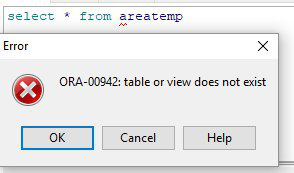 select * from areatemp
Error
ORA-00942: table or view does not exist
OK
Cancel
Help